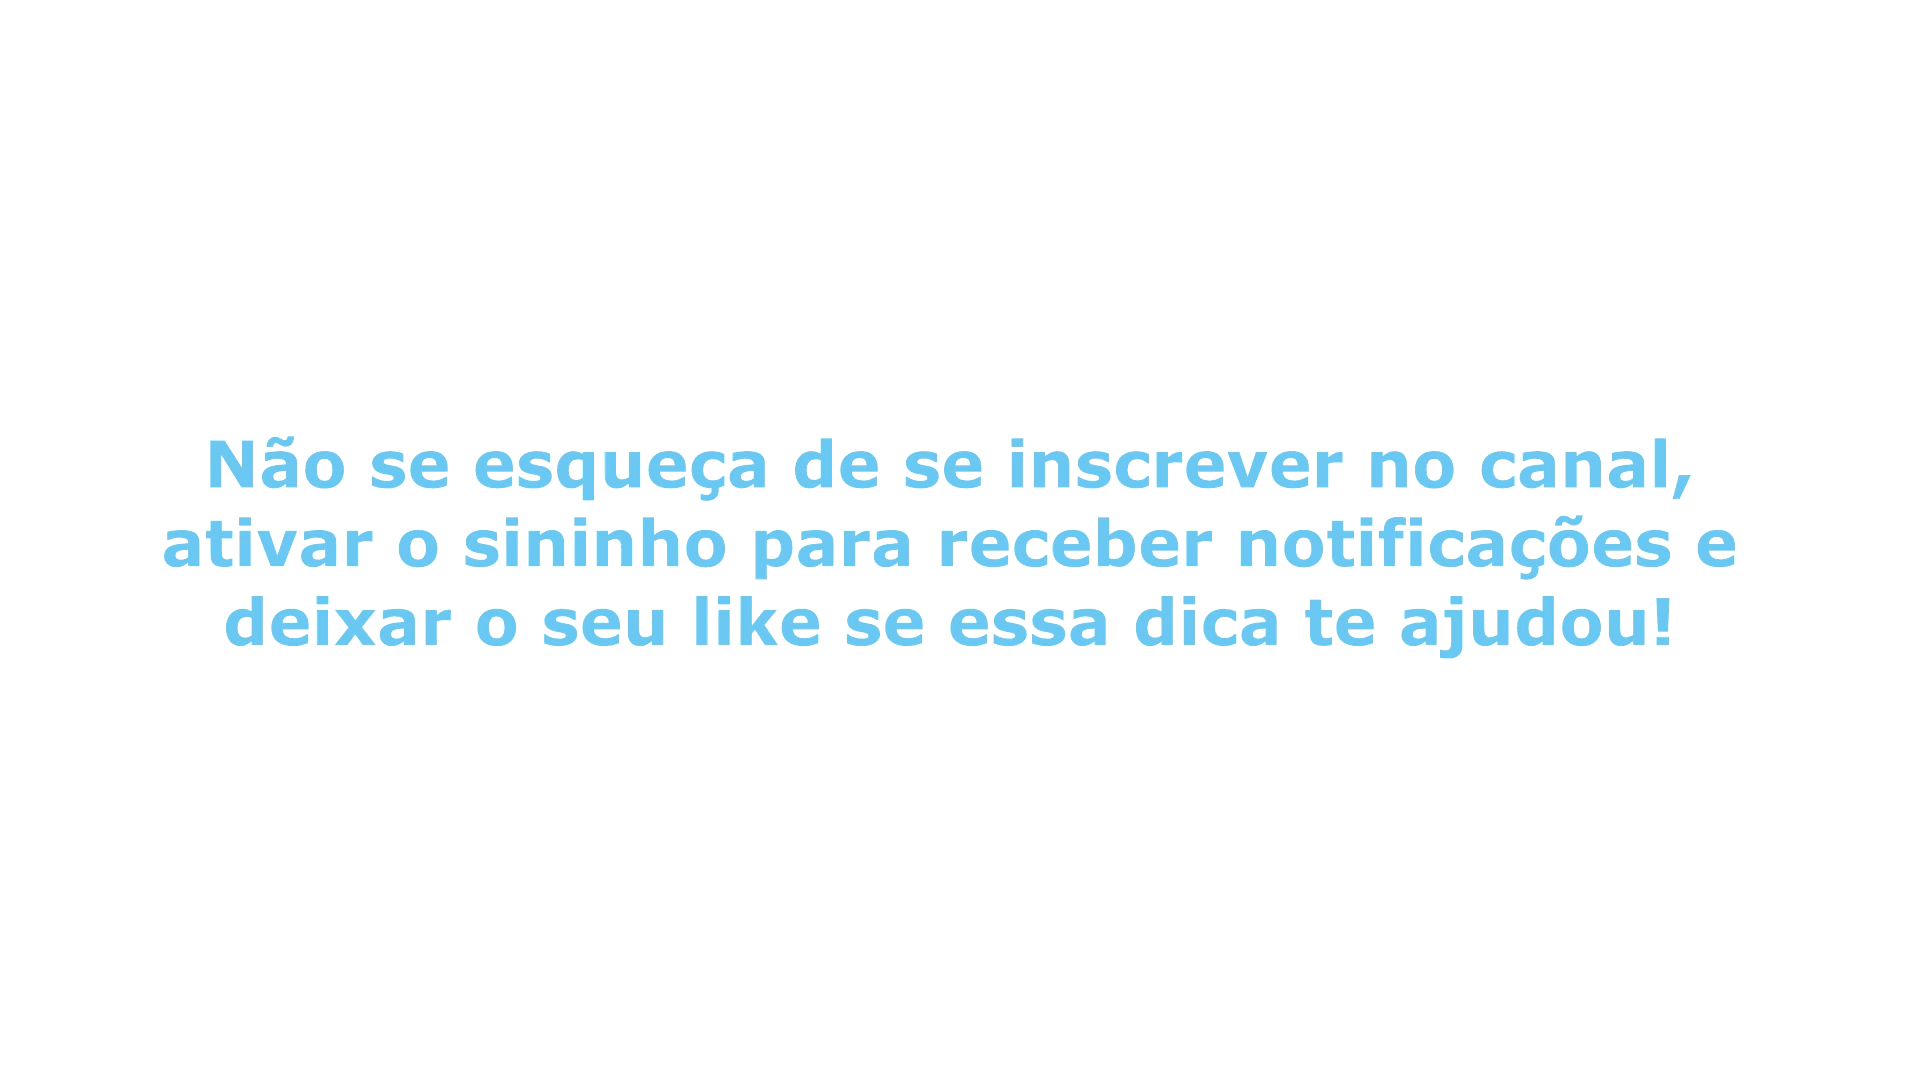 Não se esqueça de se inscrever no canal,
ativar o sininho para receber notificações e
deixar o seu like se essa dica te ajudou!